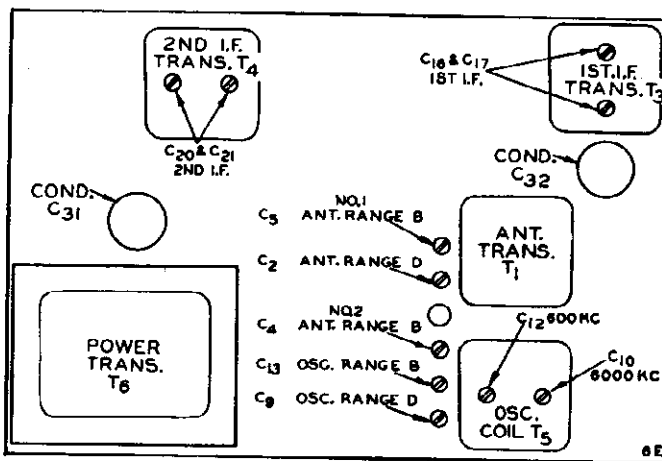 2ND I.F.
TRANS. T4
C16 & C17
1ST I.F.
1ST. I.F.
TRANS. T3
C20 & C21
2ND I.F.
COND.
C31
COND.
C32
NO.1
C5 ANT. RANGE B
C2 ANT. RANGE D
ANT.
TRANS.
T1
NO.2
C4 ANT. RANGE B
C13 OSC. RANGE B
C9 OSC. RANGE D
POWER
TRANS.
T6
C12 600 KC
C10
6000 KC
OSC.
COIL T5
6E